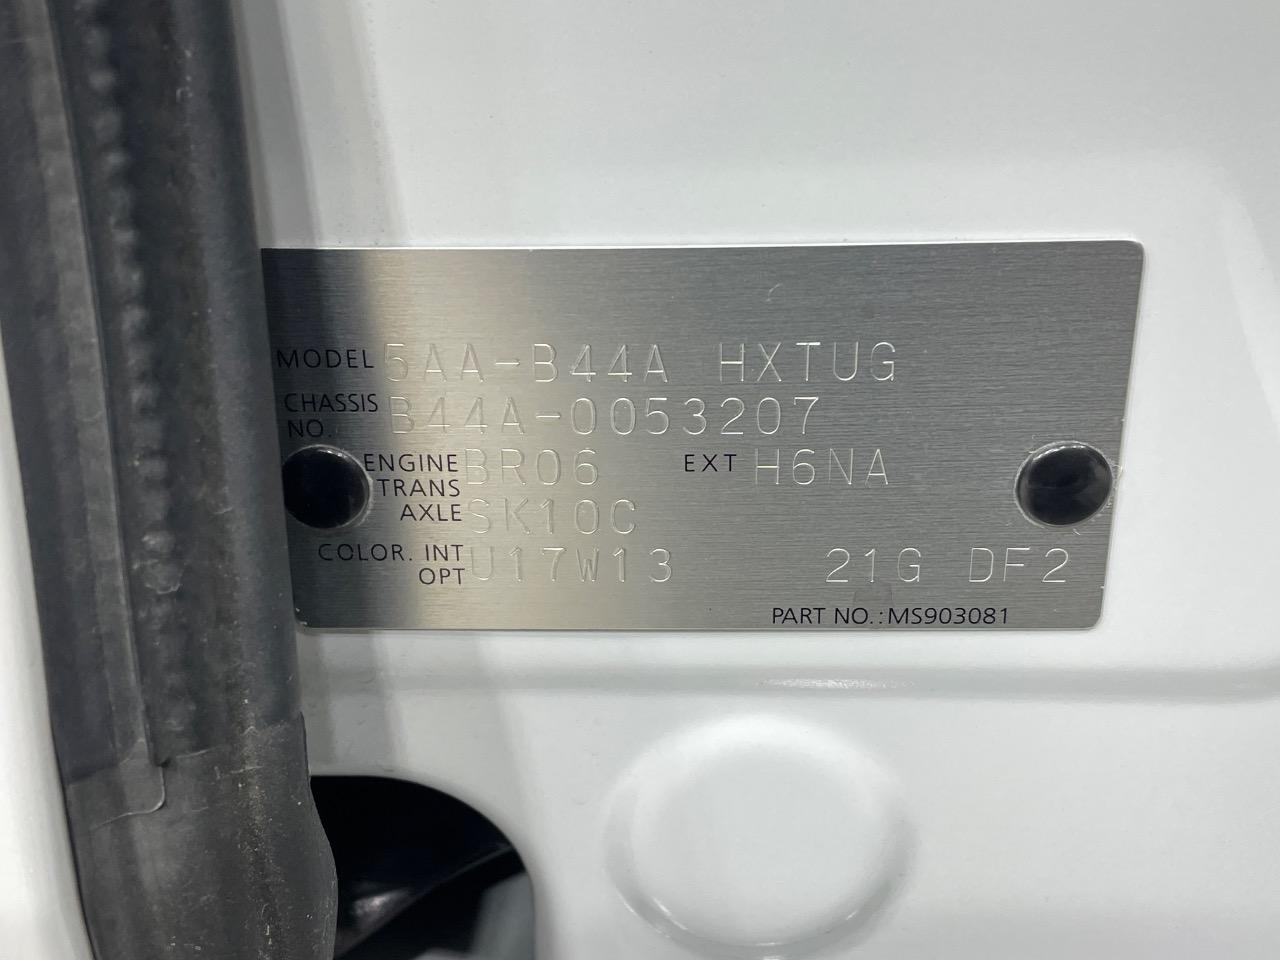 MODEL 5AA-B44A HXTUG
CHASSIS NO. B44A-0053207
ENGINE BR06 EXT H6NA
TRANS AXLE SK10C
COLOR. INT OPT U17W13 21G DF2
PART NO.:MS903081